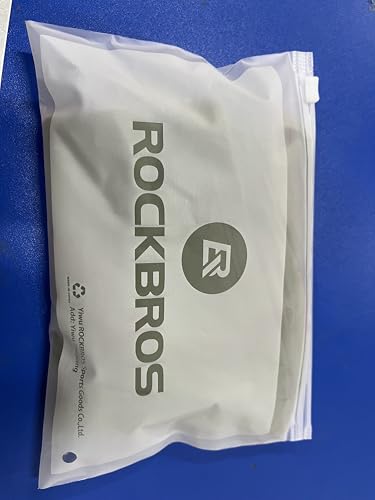 ROCKBROS
Yiwu ROCKBROS Sports Goods Co.,Ltd.
Add: Yiwu